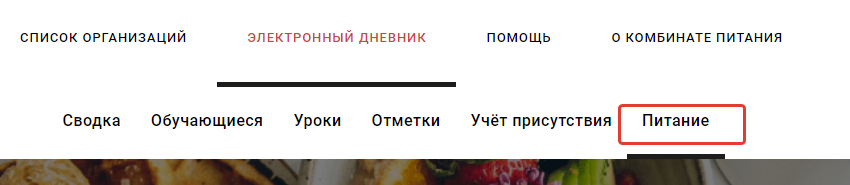 СПИСОК ОРГАНИЗАЦИЙ ЭЛЕКТРОННЫЙ ДНЕВНИК ПОМОЩЬ О КОМБИНАТЕ ПИТАНИЯ
Сводка Обучающиеся Уроки Отметки Учёт присутствия Питание